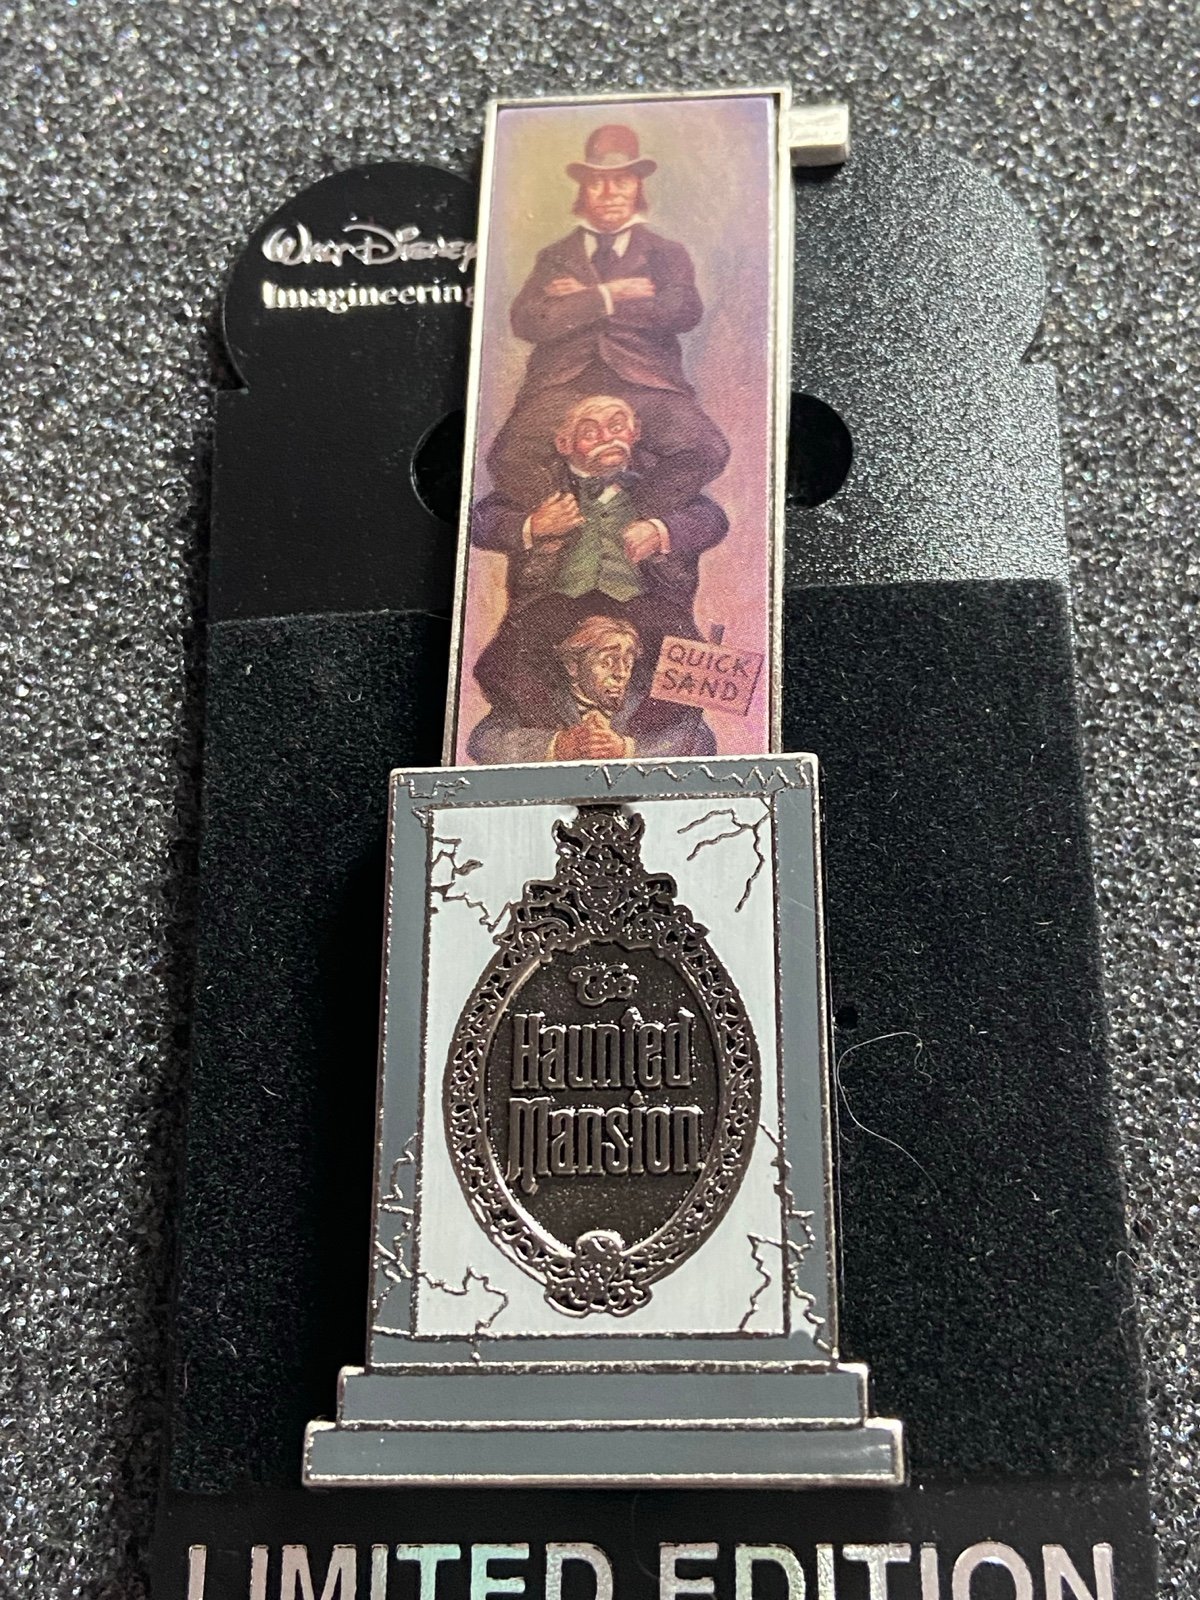 Walt Disney
Imagineering
QUICK
SAND
The
Haunted
Mansion
LIMITED EDITION